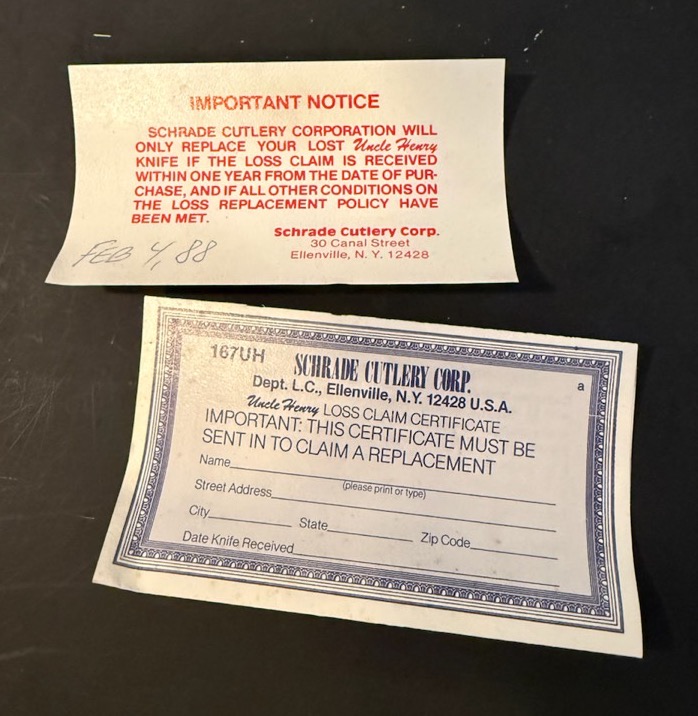 IMPORTANT NOTICE
SCHRADE CUTLERY CORPORATION WILL
ONLY REPLACE YOUR LOST Uncle Henry
KNIFE IF THE LOSS CLAIM IS RECEIVED
WITHIN ONE YEAR FROM THE DATE OF PUR-
CHASE, AND IF ALL OTHER CONDITIONS ON
THE LOSS REPLACEMENT POLICY HAVE
BEEN MET.
Schrade Cutlery Corp.
30 Canal Street
Ellenville, N. Y. 12428
FEB 4, 88
167UH
SCHRADE CUTLERY CORP.
a
Dept. L.C., Ellenville, N.Y. 12428 U.S.A.
Uncle Henry LOSS CLAIM CERTIFICATE
IMPORTANT: THIS CERTIFICATE MUST BE
SENT IN TO CLAIM A REPLACEMENT
Name
(please print or type)
Street Address
City State Zip Code
Date Knife Received